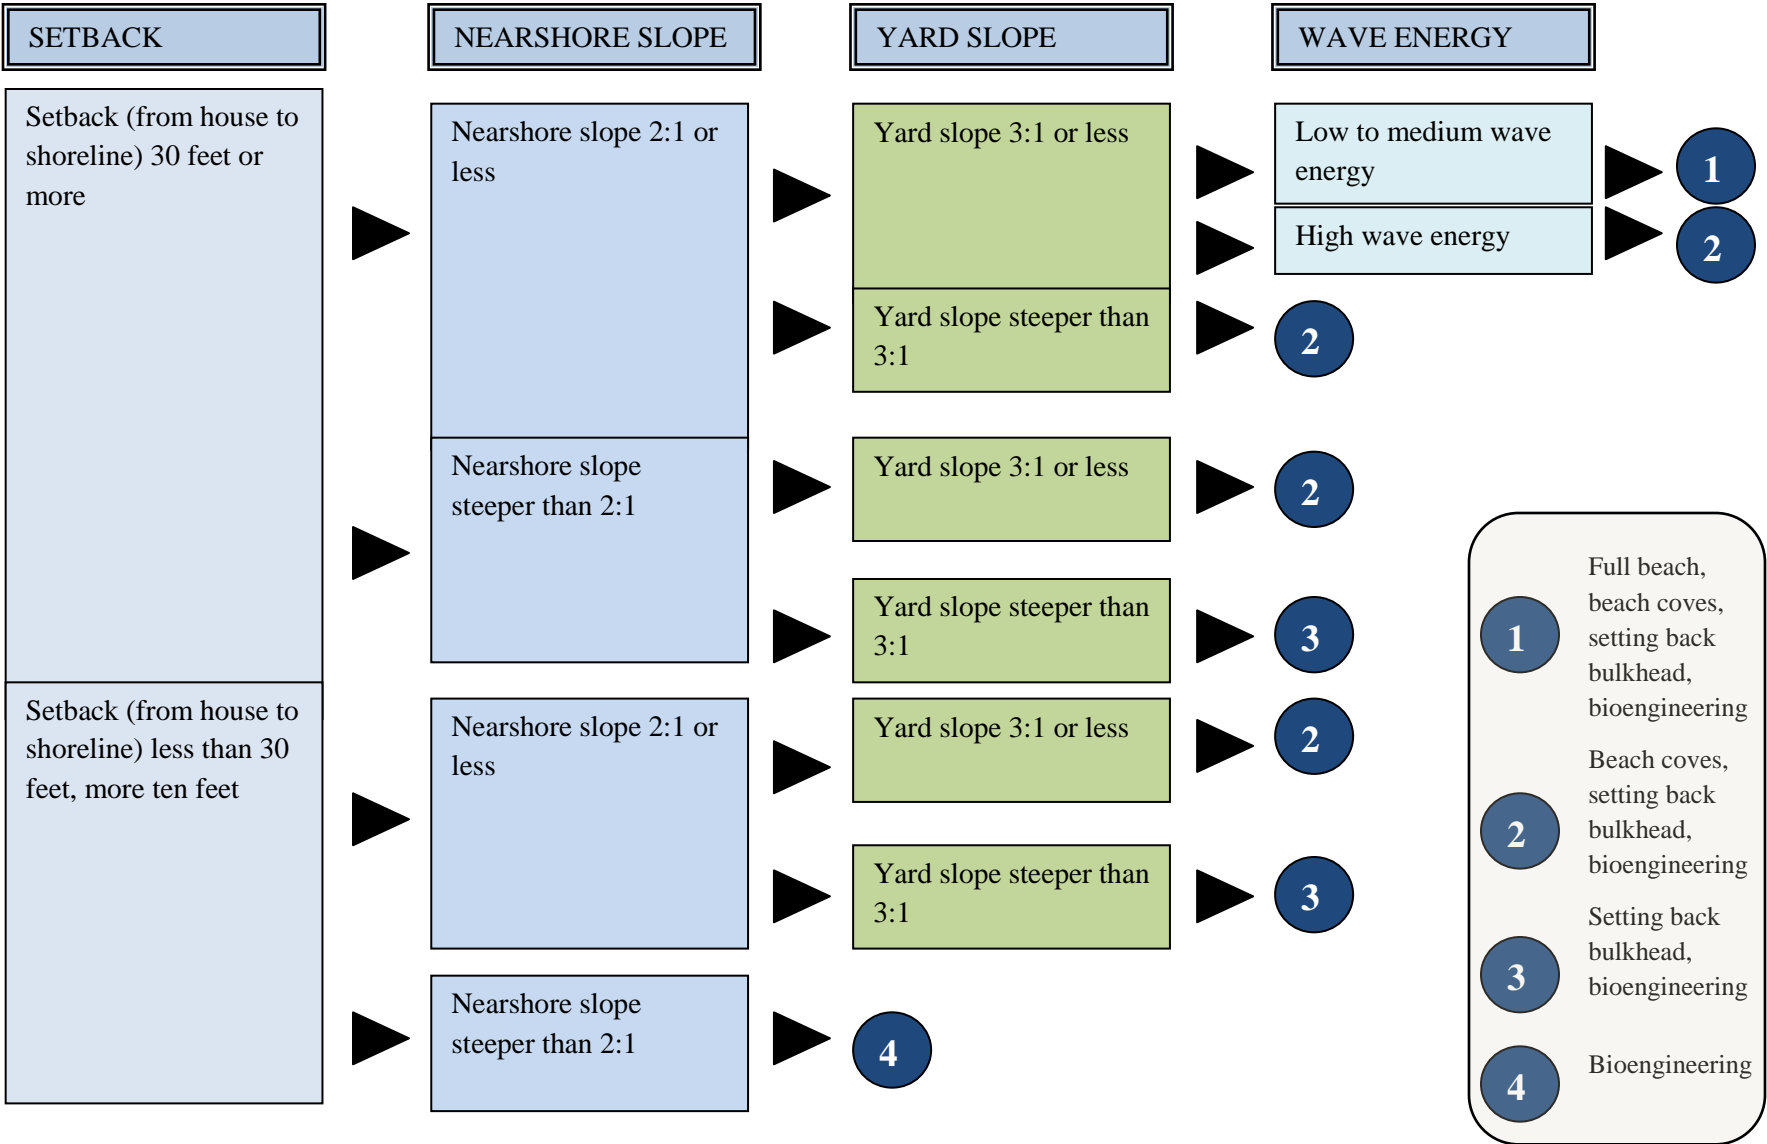 SETBACK
NEARSHORE SLOPE
YARD SLOPE
WAVE ENERGY
Setback (from house to
shoreline) 30 feet or
more
Nearshore slope 2:1 or
less
Yard slope 3:1 or less
Low to medium wave
energy
1
High wave energy
2
Yard slope steeper than
3:1
2
Nearshore slope
steeper than 2:1
Yard slope 3:1 or less
2
Yard slope steeper than
3:1
3
Setback (from house to
shoreline) less than 30
feet, more ten feet
Nearshore slope 2:1 or
less
Yard slope 3:1 or less
2
Yard slope steeper than
3:1
3
Nearshore slope
steeper than 2:1
4
1
Full beach,
beach coves,
setting back
bulkhead,
bioengineering
2
Beach coves,
setting back
bulkhead,
bioengineering
3
Setting back
bulkhead,
bioengineering
4
Bioengineering